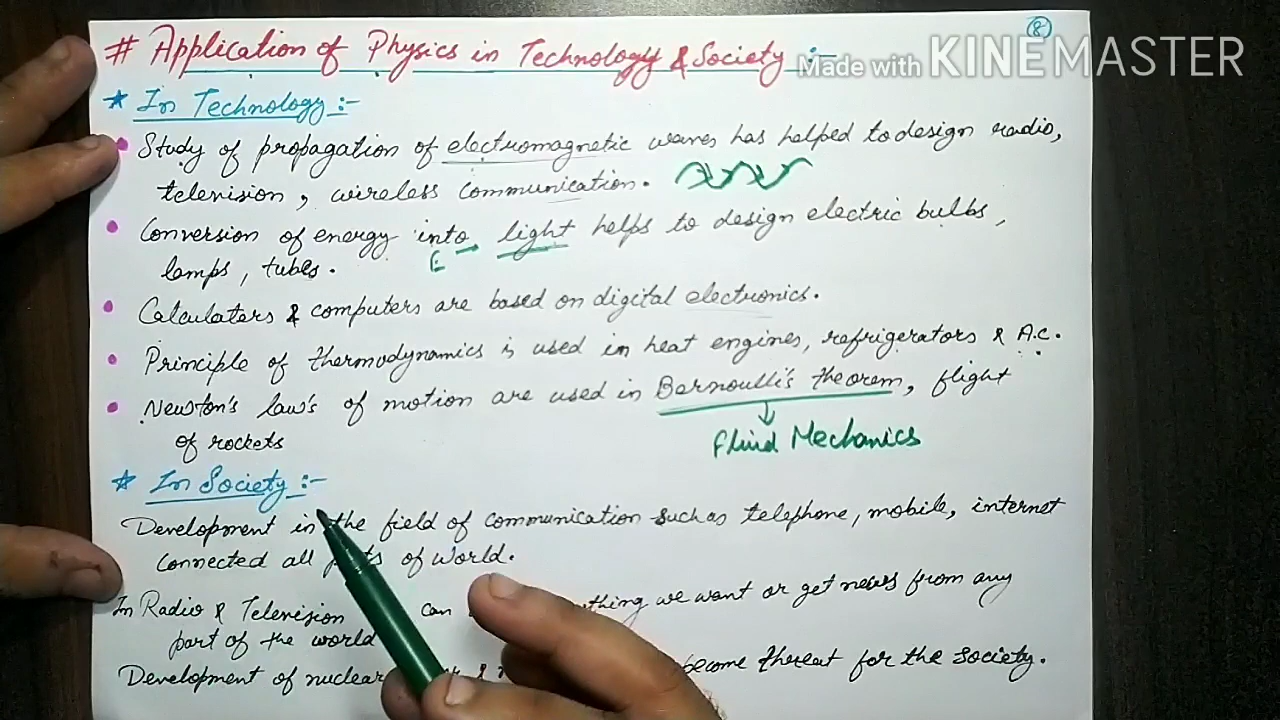 8
# Application of Physics in Technology & Society :-
Made with KINEMASTER
★ In Technology :-
• Study of propagation of electromagnetic waves has helped to design radio,
television, wireless communication.
• Conversion of energy into light helps to design electric bulbs,
E →
lamps, tubes.
• Calculators & computers are based on digital electronics.
• Principle of thermodynamics is used in heat engines, refrigerators & A.C.
• Newton's law's of motion are used in Bernoulli's theorem, flight
of rockets
Fluid Mechanics
★ In Society :-
Development in the field of communication such as telephone, mobile, internet
connected all parts of world.
In Radio & Television can we want or get news from any
part of the world
Development of nuclear & become thereat for the society.